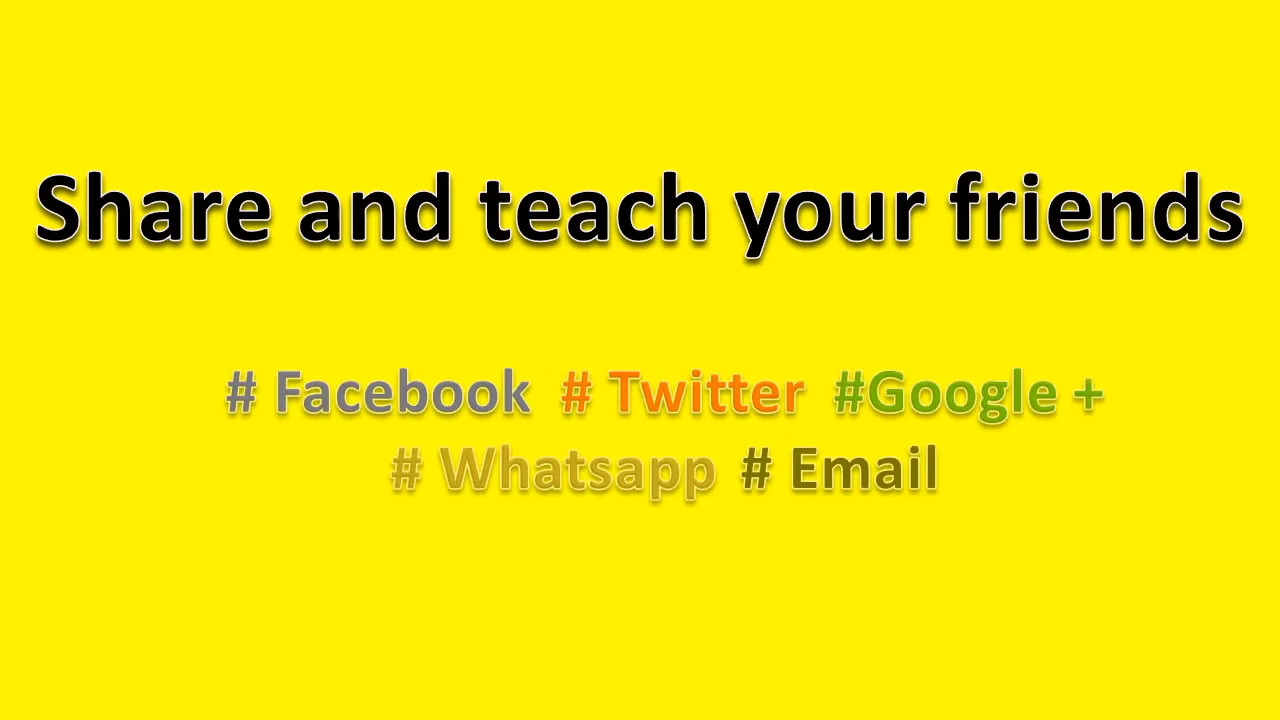 Share and teach your friends
# Facebook # Twitter #Google +
# Whatsapp # Email